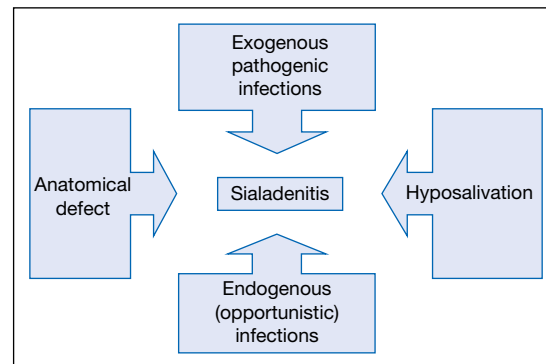 Exogenous
pathogenic
infections
Anatomical
defect
Sialadenitis
Hyposalivation
Endogenous
(opportunistic)
infections